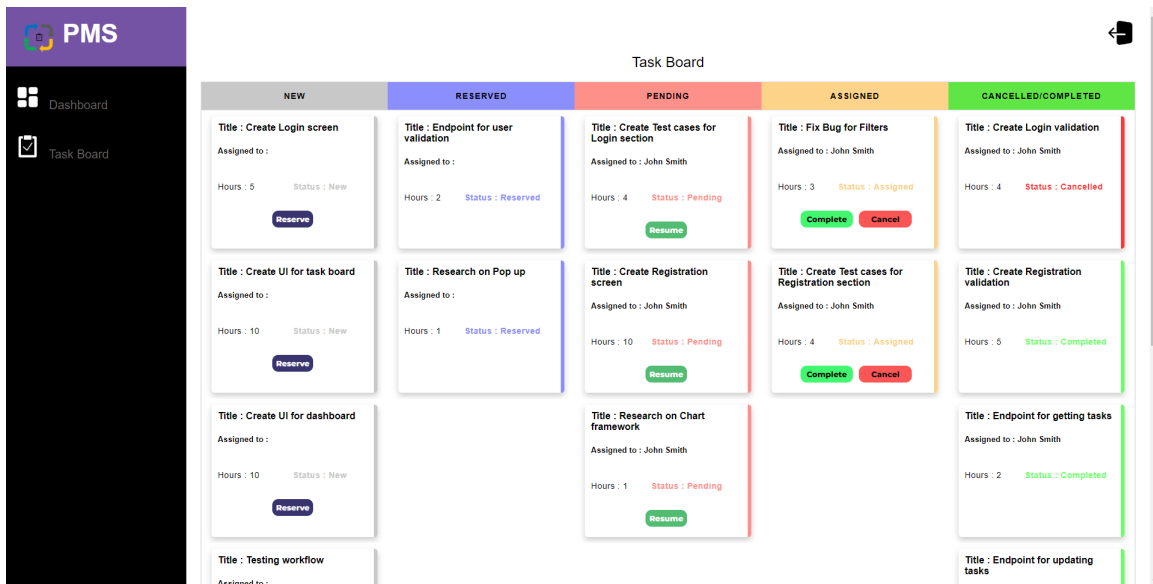 PMS
Dashboard
Task Board
Task Board
NEW
RESERVED
PENDING
ASSIGNED
CANCELLED/COMPLETED
Title : Create Login screen
Assigned to :
Hours : 5
Status : New
Reserve
Title : Create UI for task board
Assigned to :
Hours : 10
Status : New
Reserve
Title : Create UI for dashboard
Assigned to :
Hours : 10
Status : New
Reserve
Title : Testing workflow
Assigned to :
Title : Endpoint for user
validation
Assigned to :
Hours : 2
Status : Reserved
Title : Research on Pop up
Assigned to :
Hours : 1
Status : Reserved
Title : Create Test cases for
Login section
Assigned to : John Smith
Hours : 4
Status : Pending
Resume
Title : Create Registration
screen
Assigned to : John Smith
Hours : 10
Status : Pending
Resume
Title : Research on Chart
framework
Assigned to : John Smith
Hours : 1
Status : Pending
Resume
Title : Fix Bug for Filters
Assigned to : John Smith
Hours : 3
Status : Assigned
Complete
Cancel
Title : Create Test cases for
Registration section
Assigned to : John Smith
Hours : 4
Status : Assigned
Complete
Cancel
Title : Create Login validation
Assigned to : John Smith
Hours : 4
Status : Cancelled
Title : Create Registration
validation
Assigned to : John Smith
Hours : 5
Status : Completed
Title : Endpoint for getting tasks
Assigned to : John Smith
Hours : 2
Status : Completed
Title : Endpoint for updating
tasks